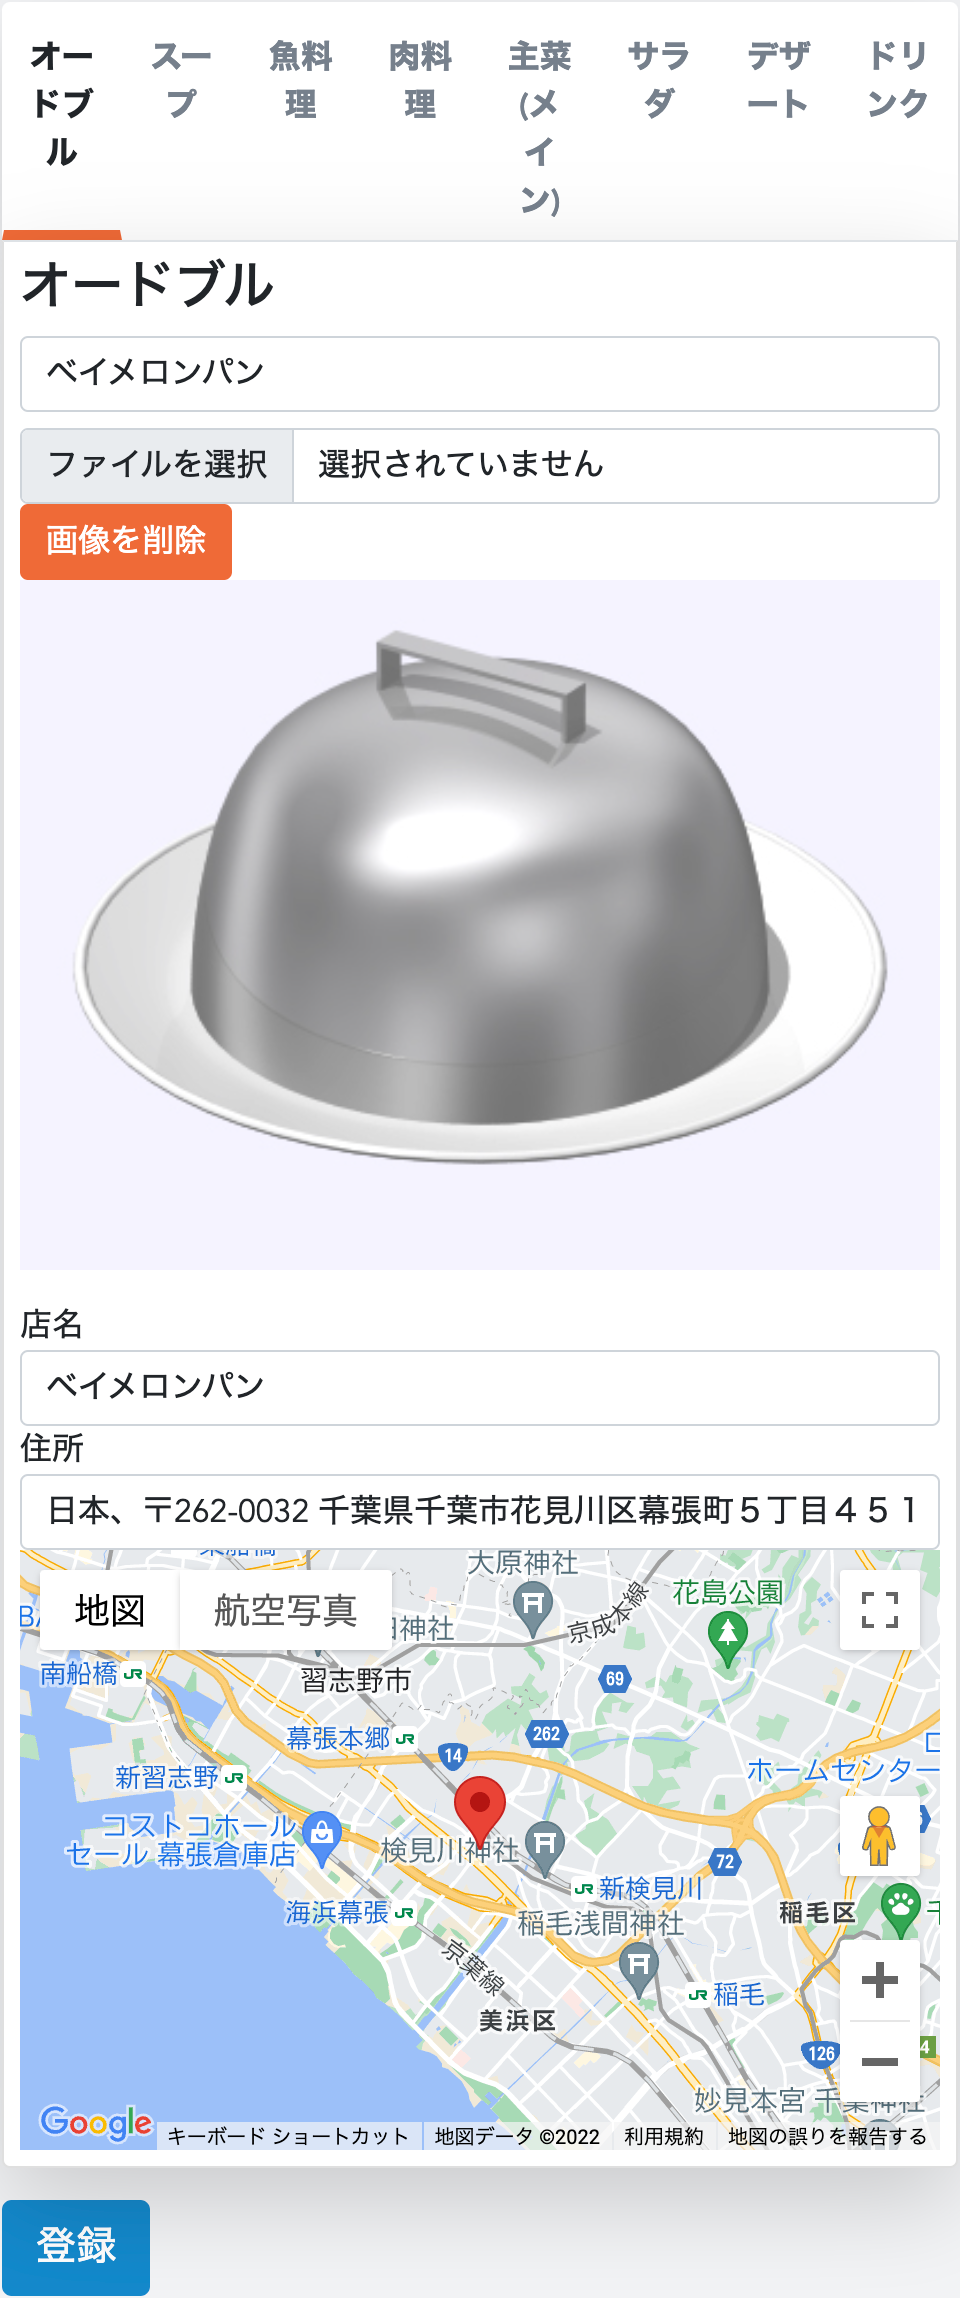 オードブル
スープ
魚料理
肉料理
主菜(メイン)
サラダ
デザート
ドリンク
オードブル
ベイメロンパン
ファイルを選択 選択されていません
画像を削除
店名
ベイメロンパン
住所
日本、〒262-0032 千葉県千葉市花見川区幕張町５丁目４５１
地図 航空写真
大原神社
花島公園
京成本線
南船橋 JR
習志野市
69
幕張本郷 JR
262
14
新習志野 JR
ホームセンター
コストコホールセール 幕張倉庫店
検見川神社
72
JR 新検見川
海浜幕張 JR
稲毛浅間神社
稲毛区
京葉線
JR 稲毛
美浜区
126
妙見本宮 千葉神社
Google
キーボード ショートカット 地図データ ©2022 利用規約 地図の誤りを報告する
登録